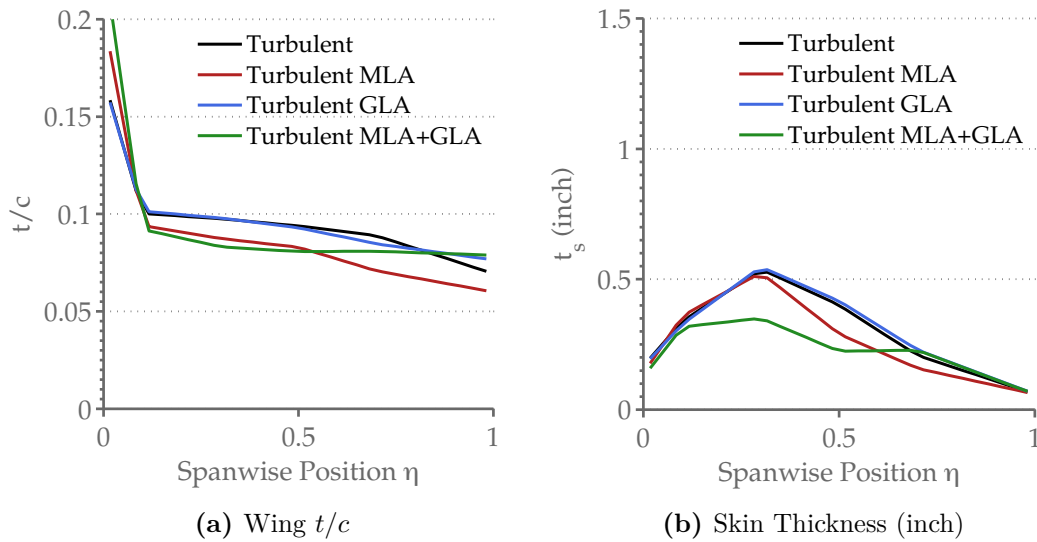 0.2
0.15
0.1
0.05
0
t/c
Turbulent
Turbulent MLA
Turbulent GLA
Turbulent MLA+GLA
0
0.5
1
Spanwise Position η
(a) Wing t/c
1.5
1
0.5
0
t_s (inch)
Turbulent
Turbulent MLA
Turbulent GLA
Turbulent MLA+GLA
0
0.5
1
Spanwise Position η
(b) Skin Thickness (inch)